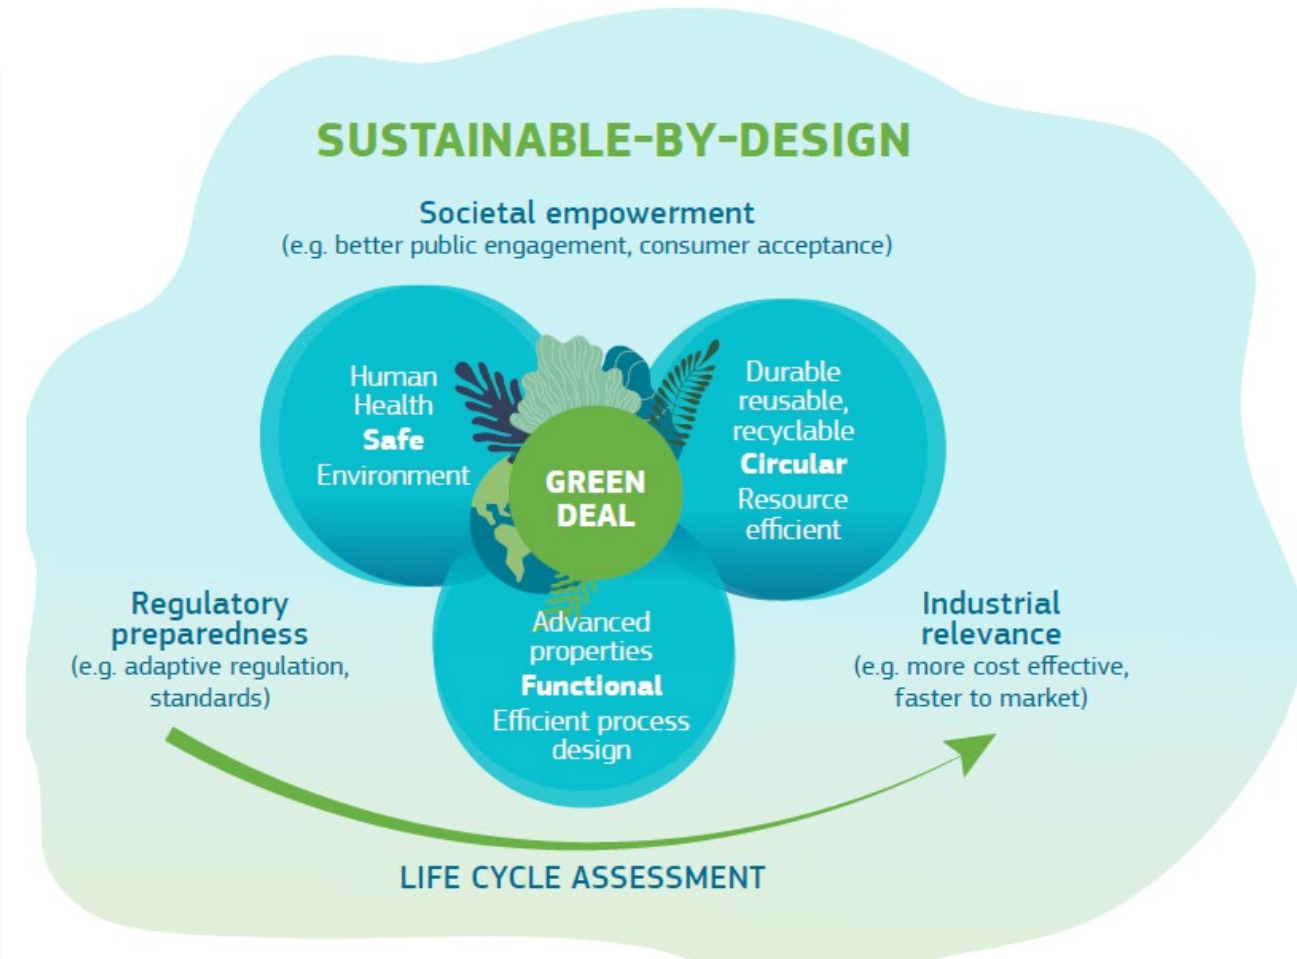 SUSTAINABLE-BY-DESIGN
Societal empowerment
(e.g. better public engagement, consumer acceptance)
Human
Health
Safe
Environment
GREEN
DEAL
Durable
reusable,
recyclable
Circular
Resource
efficient
Advanced
properties
Functional
Efficient process
design
Regulatory
preparedness
(e.g. adaptive regulation,
standards)
Industrial
relevance
(e.g. more cost effective,
faster to market)
LIFE CYCLE ASSESSMENT